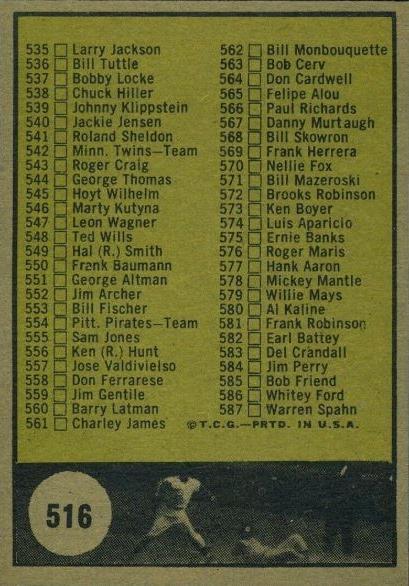 535 Larry Jackson
536 Bill Tuttle
537 Bobby Locke
538 Chuck Hiller
539 Johnny Klippstein
540 Jackie Jensen
541 Roland Sheldon
542 Minn. Twins—Team
543 Roger Craig
544 George Thomas
545 Hoyt Wilhelm
546 Marty Kutyna
547 Leon Wagner
548 Ted Wills
549 Hal (R.) Smith
550 Frank Baumann
551 George Altman
552 Jim Archer
553 Bill Fischer
554 Pitt. Pirates—Team
555 Sam Jones
556 Ken (R.) Hunt
557 Jose Valdivielso
558 Don Ferrarese
559 Jim Gentile
560 Barry Latman
561 Charley James
562 Bill Monbouquette
563 Bob Cerv
564 Don Cardwell
565 Felipe Alou
566 Paul Richards
567 Danny Murtaugh
568 Bill Skowron
569 Frank Herrera
570 Nellie Fox
571 Bill Mazeroski
572 Brooks Robinson
573 Ken Boyer
574 Luis Aparicio
575 Ernie Banks
576 Roger Maris
577 Hank Aaron
578 Mickey Mantle
579 Willie Mays
580 Al Kaline
581 Frank Robinson
582 Earl Battey
583 Del Crandall
584 Jim Perry
585 Bob Friend
586 Whitey Ford
587 Warren Spahn
© T.C.G.—PRTD. IN U.S.A.
516